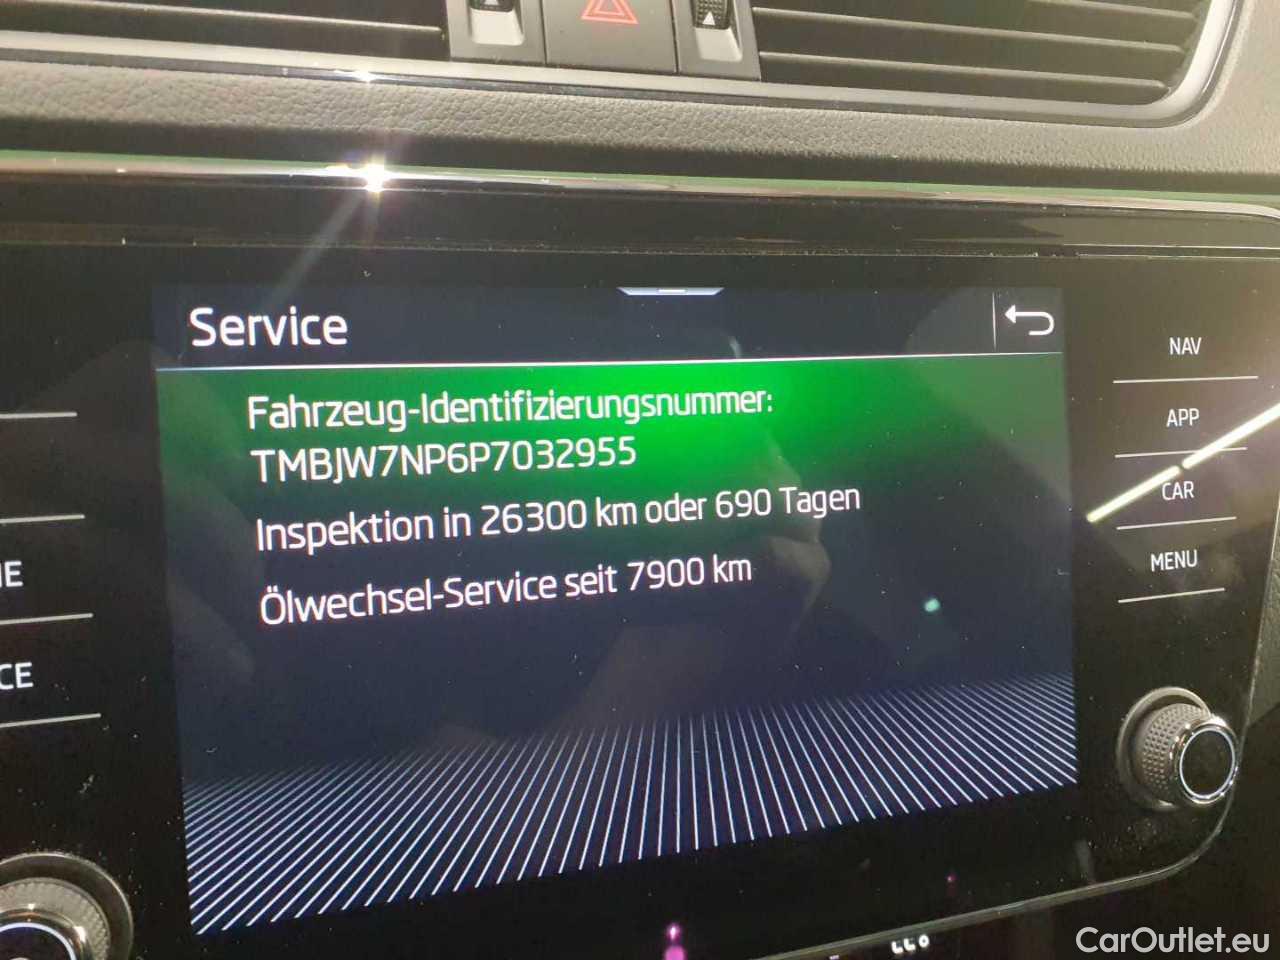 Service
Fahrzeug-Identifizierungsnummer:
TMBJW7NP6P7032955
Inspektion in 26300 km oder 690 Tagen
Ölwechsel-Service seit 7900 km
NAV
APP
CAR
MENU
CarOutlet.eu